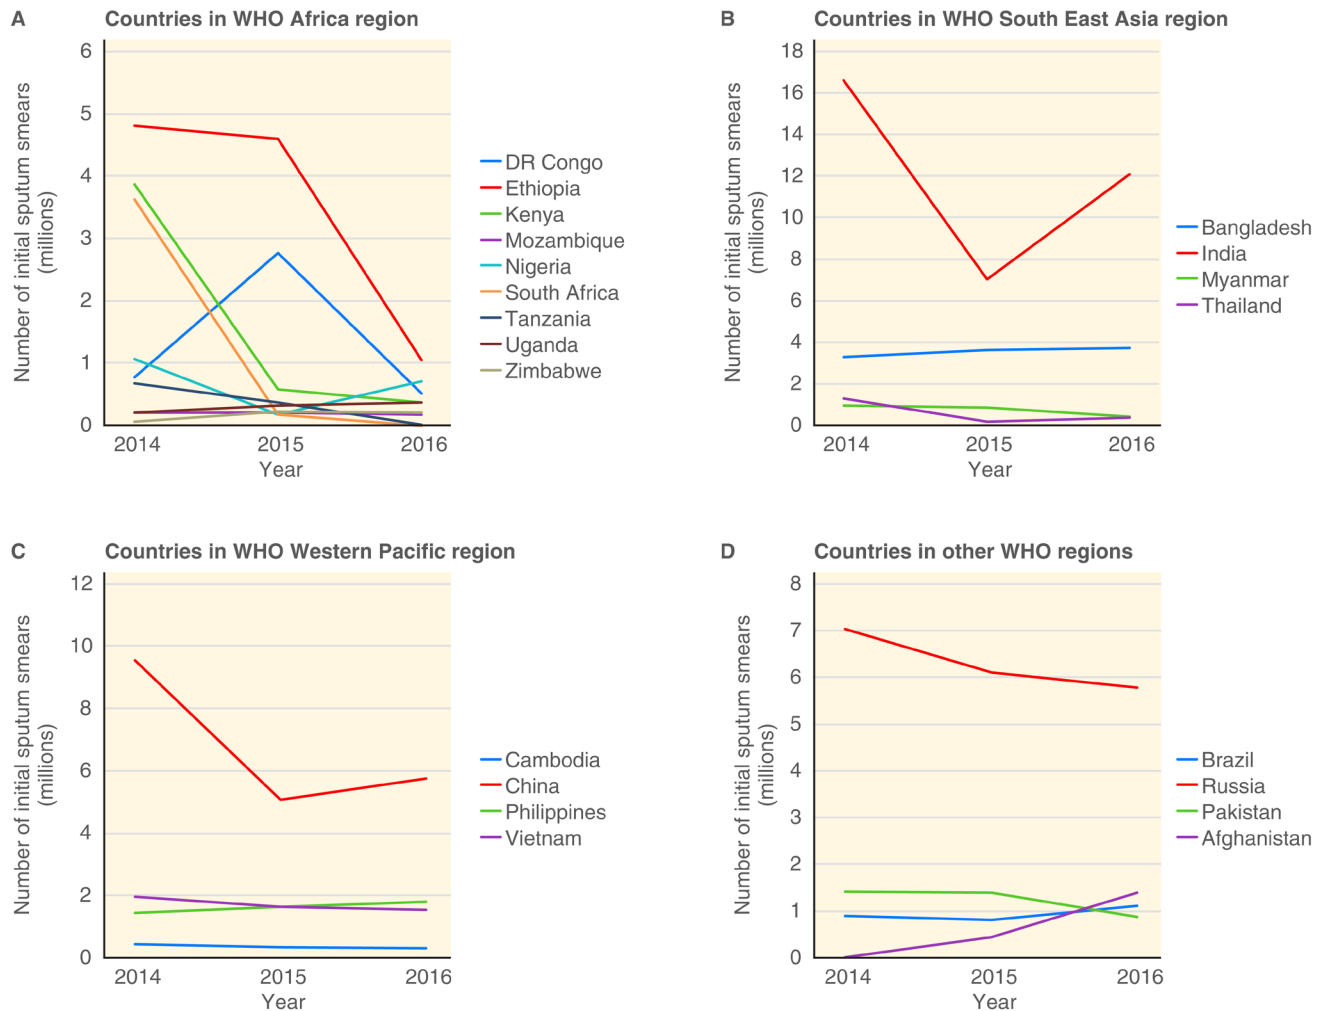 A Countries in WHO Africa region
Number of initial sputum smears
(millions)
6
5
4
3
2
1
0
2014 2015 2016
Year
DR Congo
Ethiopia
Kenya
Mozambique
Nigeria
South Africa
Tanzania
Uganda
Zimbabwe
B Countries in WHO South East Asia region
Number of initial sputum smears
(millions)
18
16
14
12
10
8
6
4
2
0
2014 2015 2016
Year
Bangladesh
India
Myanmar
Thailand
C Countries in WHO Western Pacific region
Number of initial sputum smears
(millions)
12
10
8
6
4
2
0
2014 2015 2016
Year
Cambodia
China
Philippines
Vietnam
D Countries in other WHO regions
Number of initial sputum smears
(millions)
8
7
6
5
4
3
2
1
0
2014 2015 2016
Year
Brazil
Russia
Pakistan
Afghanistan